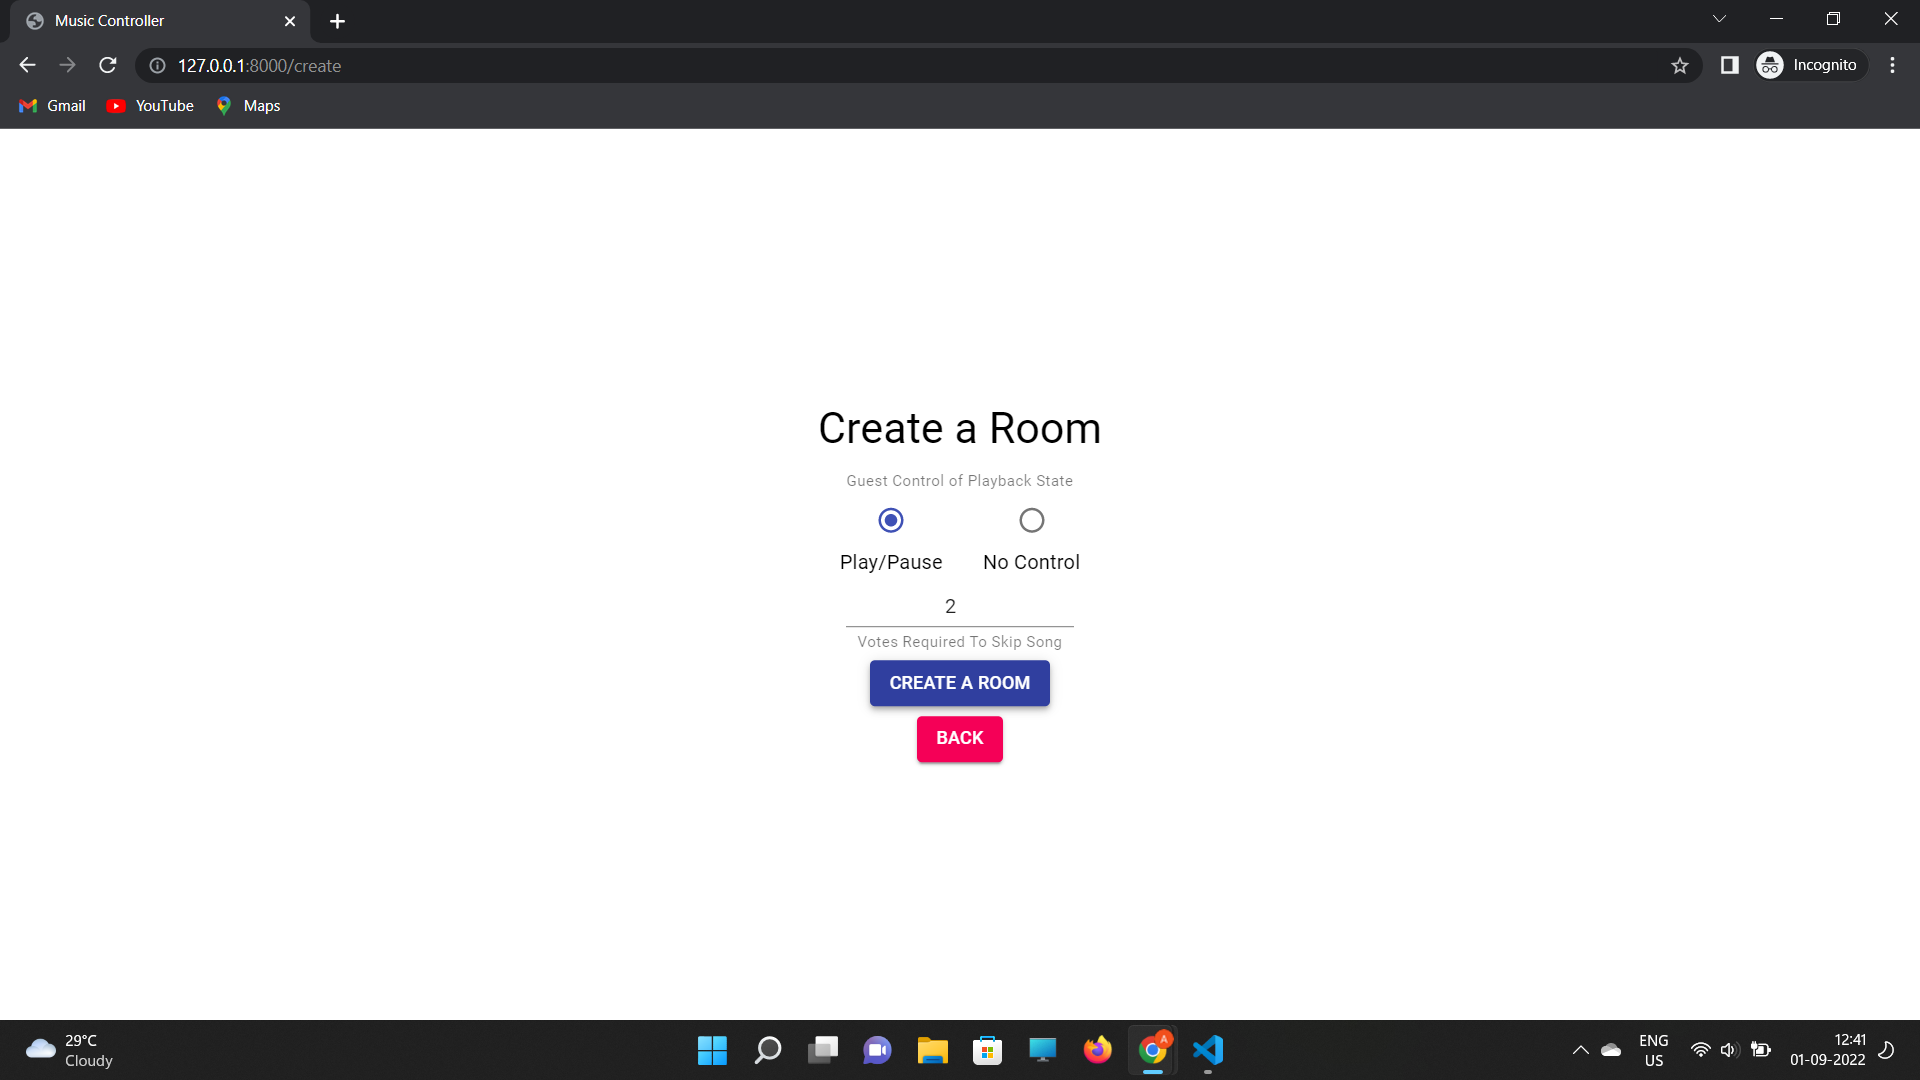 Music Controller
127.0.0.1:8000/create
Incognito
Gmail YouTube Maps
Create a Room
Guest Control of Playback State
Play/Pause No Control
2
Votes Required To Skip Song
CREATE A ROOM
BACK
29°C
Cloudy
A
ENG
US
12:41
01-09-2022